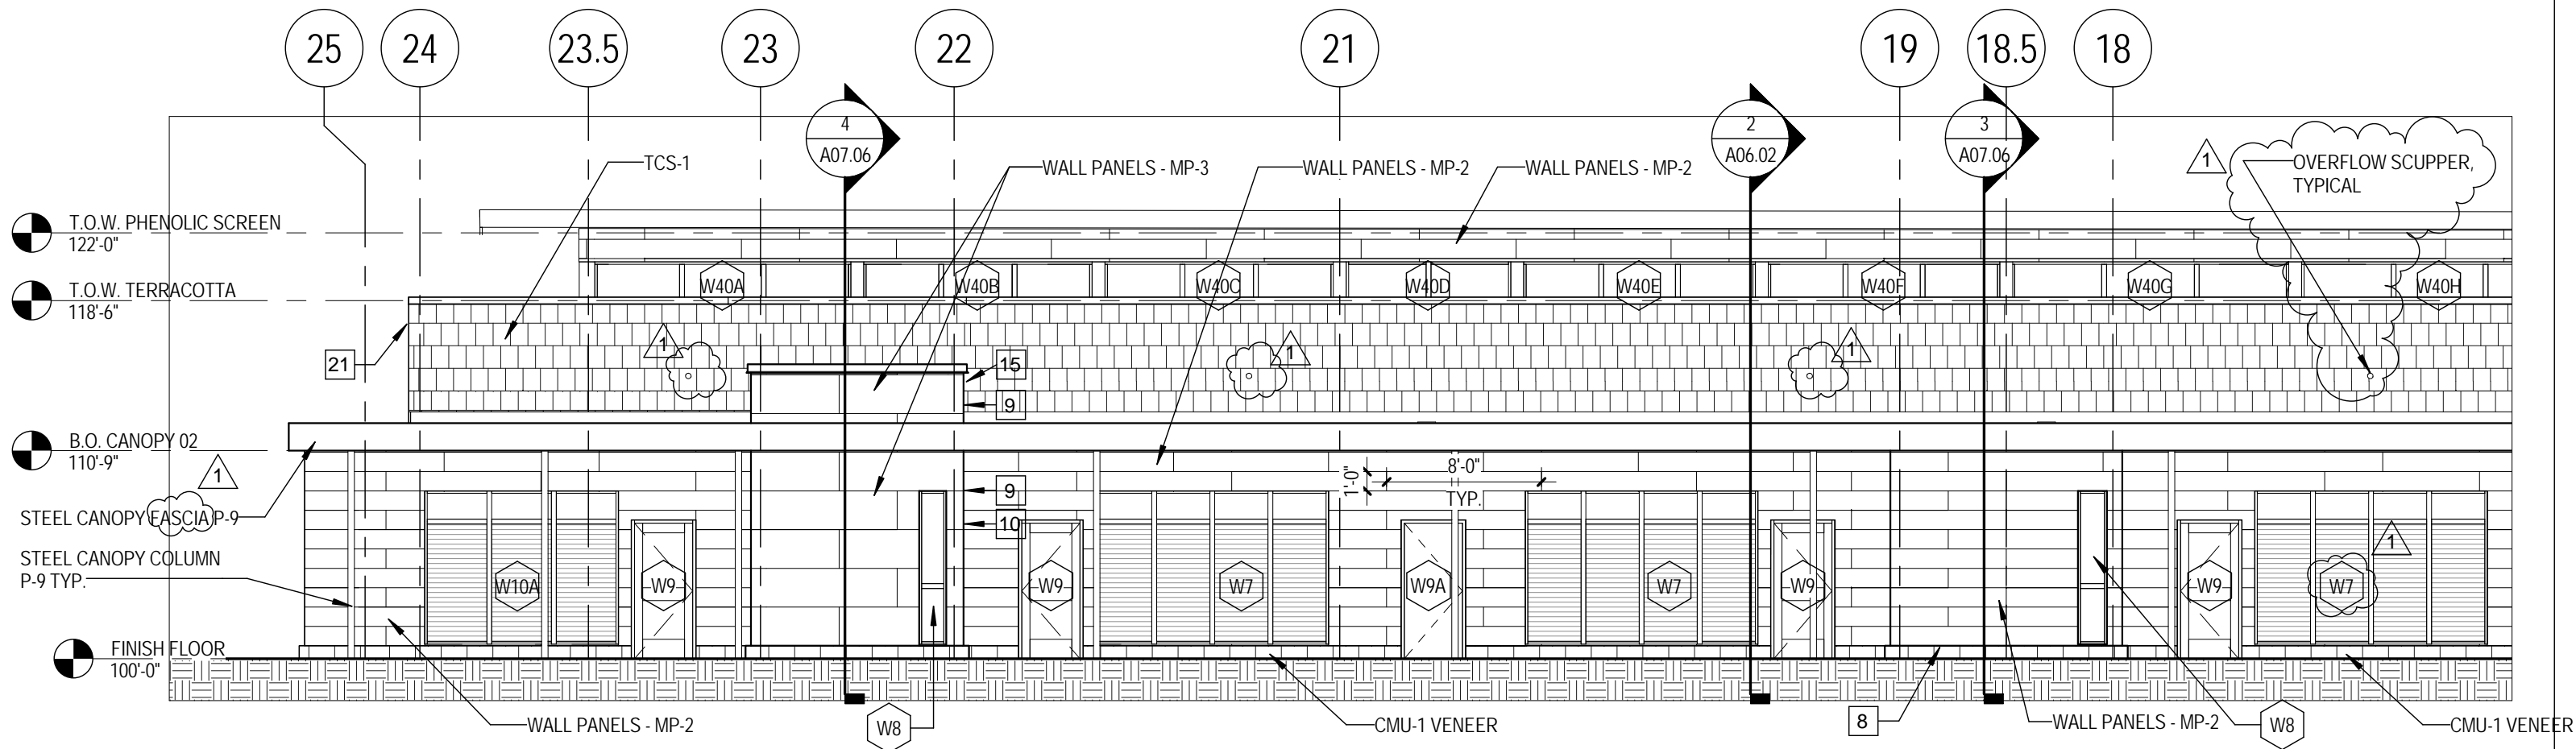 25 24 23.5 23 22 21 19 18.5 18
4
A07.06
2
A06.02
3
A07.06
TCS-1
WALL PANELS - MP-3
WALL PANELS - MP-2
WALL PANELS - MP-2
1
OVERFLOW SCUPPER,
TYPICAL
T.O.W. PHENOLIC SCREEN
122'-0"
T.O.W. TERRACOTTA
118'-6"
W40A W40B W40C W40D W40E W40F W40G W40H
21
1
15
1
1
9
B.O. CANOPY 02
110'-9"
1
STEEL CANOPY FASCIA P-9
STEEL CANOPY COLUMN
P-9 TYP.
9
10
1'-0"
8'-0"
TYP.
1
W10A W9 W9 W7 W9A W7 W9 W9 W7
FINISH FLOOR
100'-0"
WALL PANELS - MP-2
W8
CMU-1 VENEER
8
WALL PANELS - MP-2
W8
CMU-1 VENEER